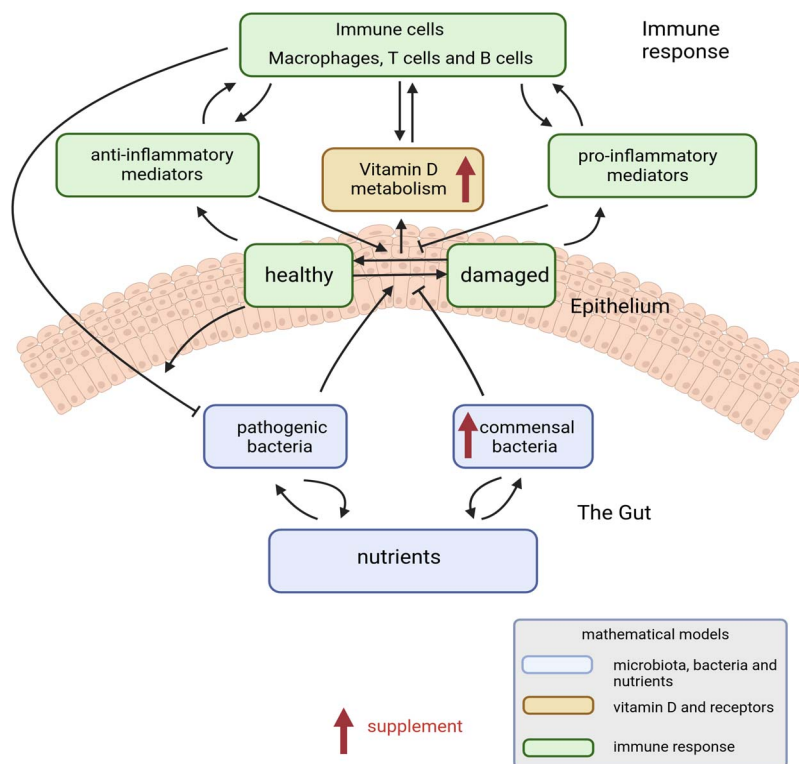 Immune cells
Macrophages, T cells and B cells
Immune
response
anti-inflammatory
mediators
Vitamin D
metabolism
pro-inflammatory
mediators
healthy
damaged
Epithelium
pathogenic
bacteria
commensal
bacteria
The Gut
nutrients
mathematical models
microbiota, bacteria and
nutrients
vitamin D and receptors
immune response
supplement